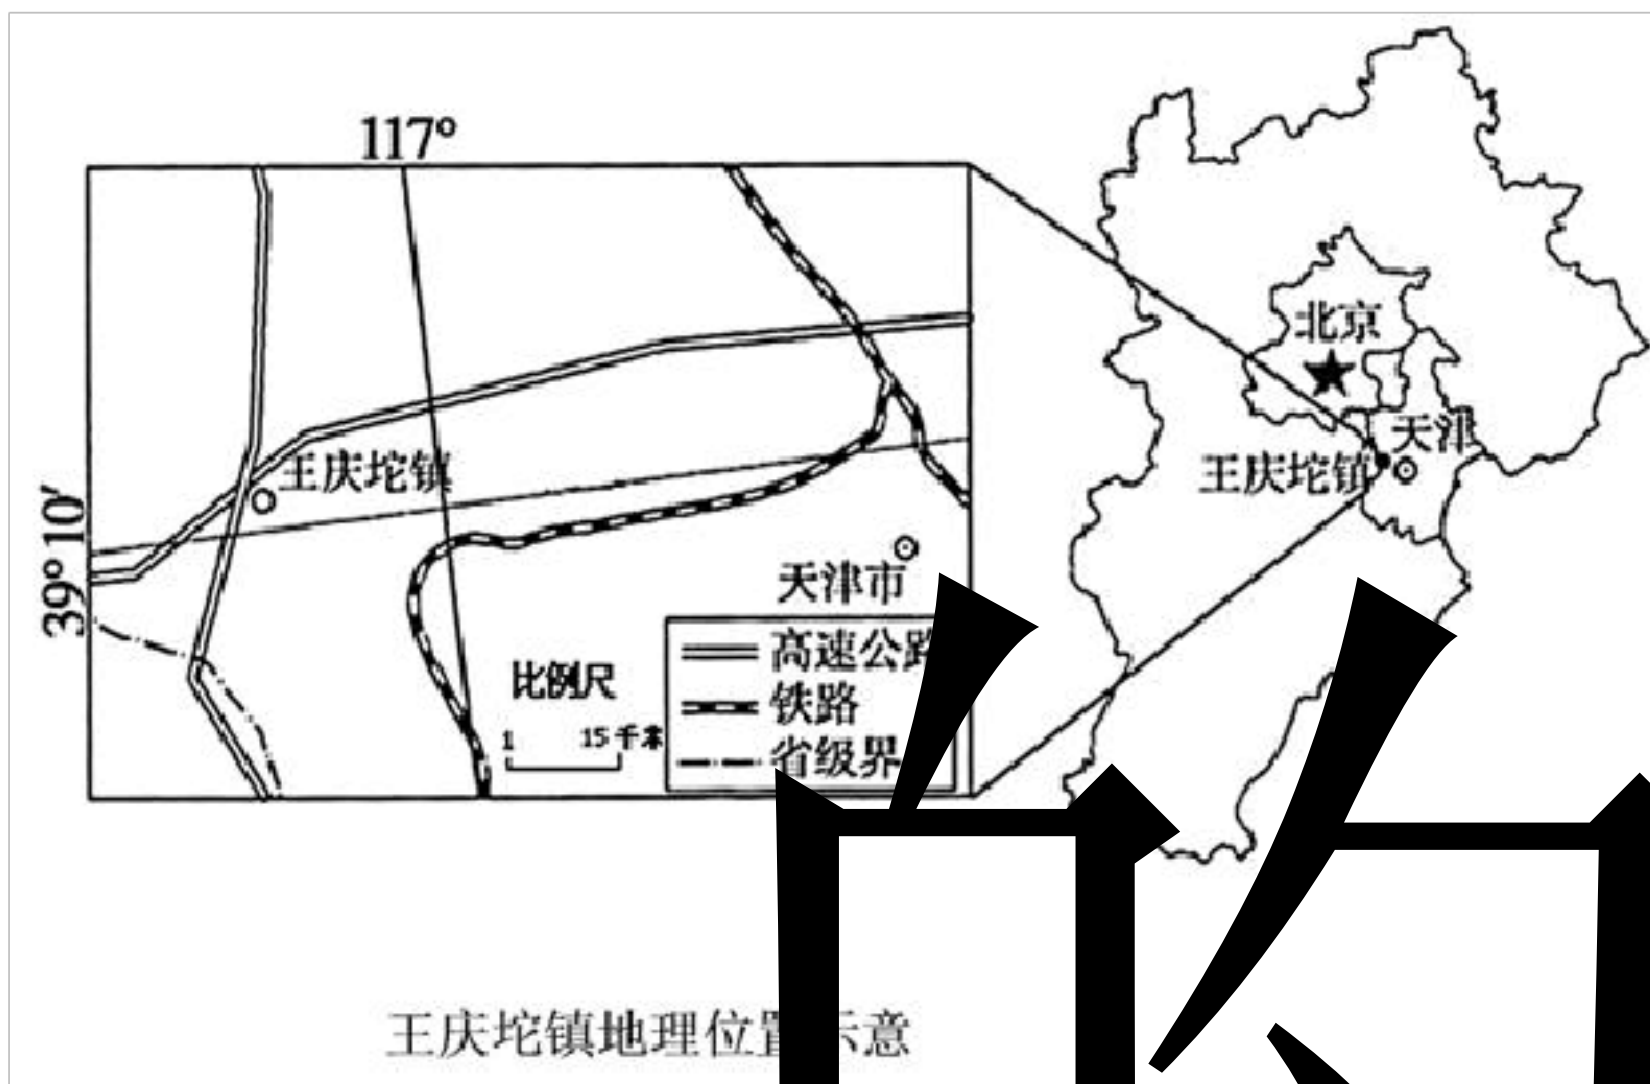 117°
北京
天津
王庆坨镇
王庆坨镇
39° 10′
天津市
高速公路
比例尺
铁路
1 15 千米
省级界
王庆坨镇地理位置示意